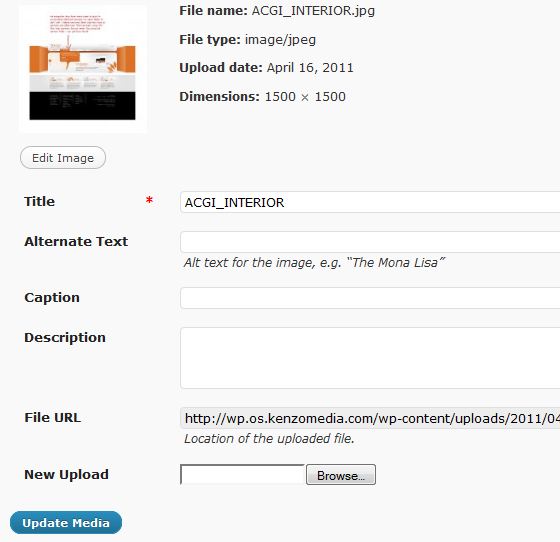 File name: ACGI_INTERIOR.jpg
File type: image/jpeg
Upload date: April 16, 2011
Dimensions: 1500 × 1500
Edit Image
Title * ACGI_INTERIOR
Alternate Text
Alt text for the image, e.g. “The Mona Lisa”
Caption
Description
File URL http://wp.os.kenzomedia.com/wp-content/uploads/2011/04
Location of the uploaded file.
New Upload Browse...
Update Media